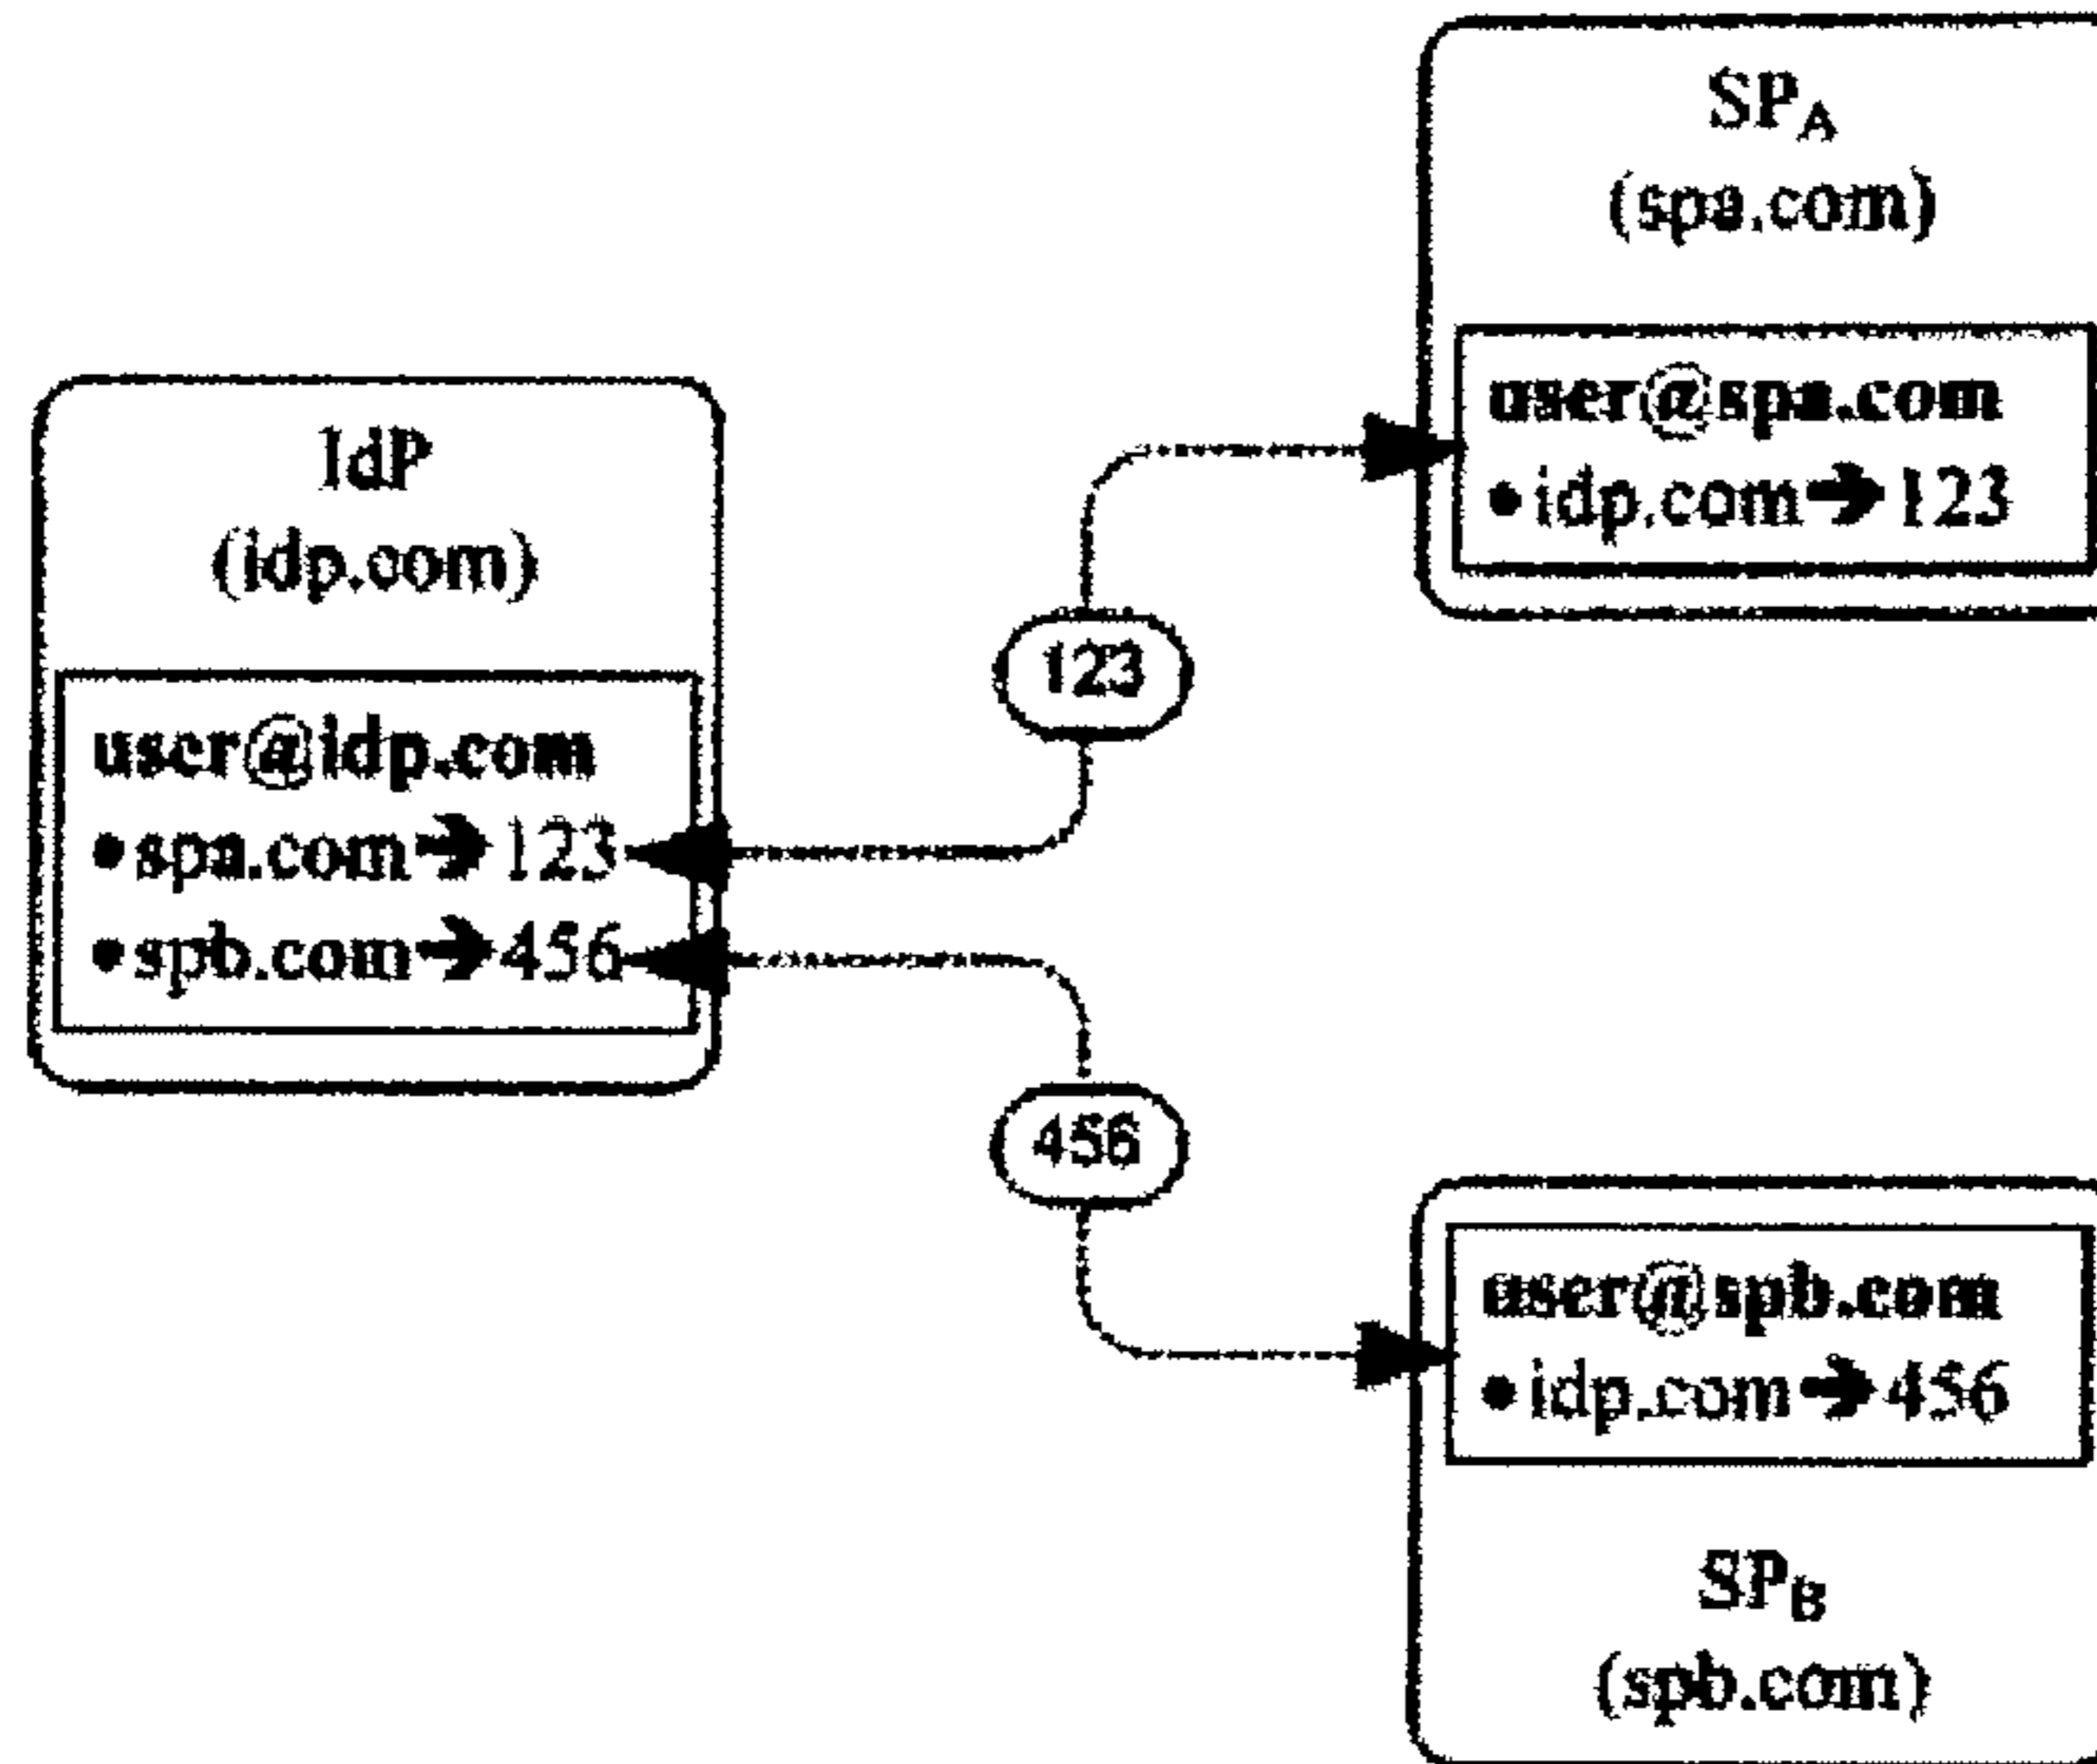 SPA
(spa.com)
user@spa.com
•idp.com➔123
IdP
(idp.com)
user@idp.com
•spa.com➔123
•spb.com➔456
123
456
user@spb.com
•idp.com➔456
SPB
(spb.com)